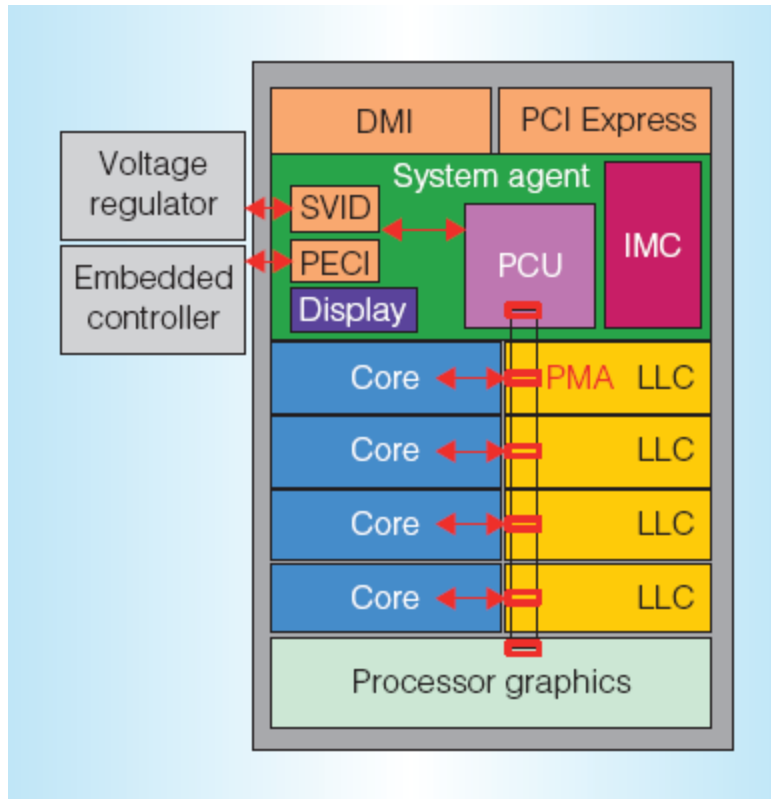 DMI
PCI Express
Voltage
regulator
System agent
SVID
PECI
PCU
IMC
Embedded
controller
Display
Core
PMA
LLC
Core
LLC
Core
LLC
Core
LLC
Processor graphics